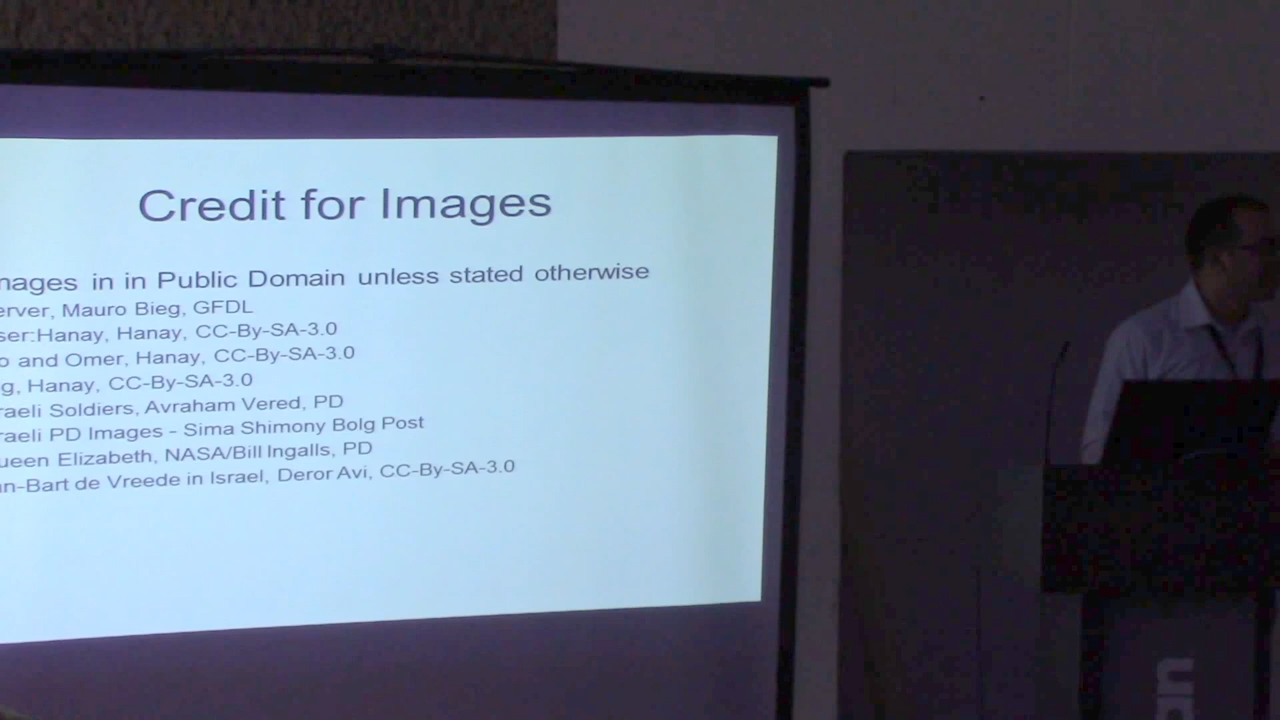 Credit for Images
mages in in Public Domain unless stated otherwise
erver, Mauro Bieg, GFDL
ser:Hanay, Hanay, CC-By-SA-3.0
o and Omer, Hanay, CC-By-SA-3.0
g, Hanay, CC-By-SA-3.0
raeli Soldiers, Avraham Vered, PD
raeli PD Images - Sima Shimony Bolg Post
ueen Elizabeth, NASA/Bill Ingalls, PD
n-Bart de Vreede in Israel, Deror Avi, CC-By-SA-3.0